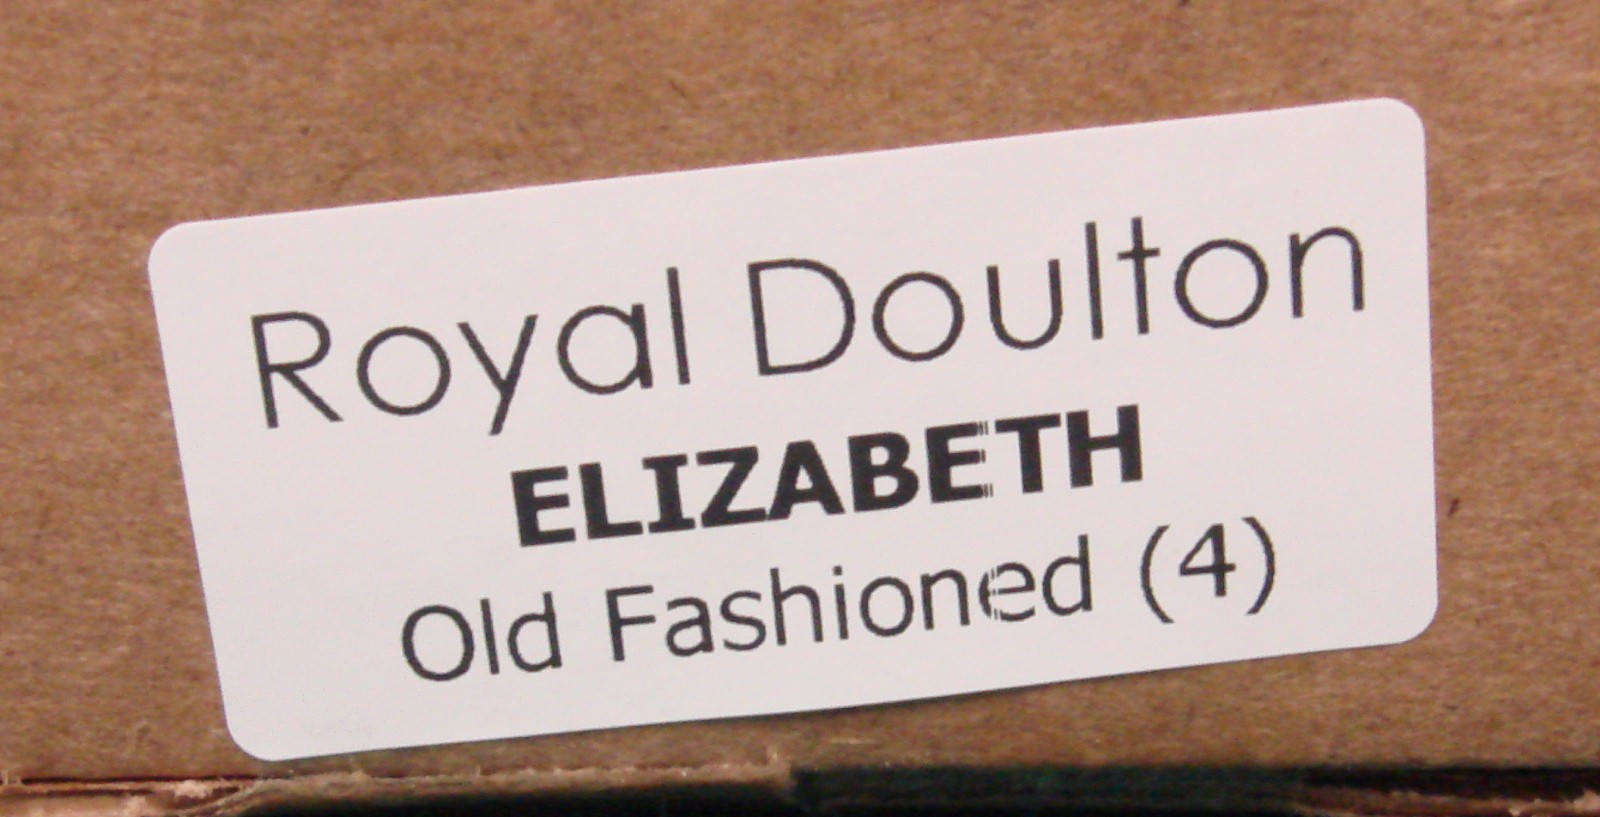 Royal Doulton
ELIZABETH
Old Fashioned (4)